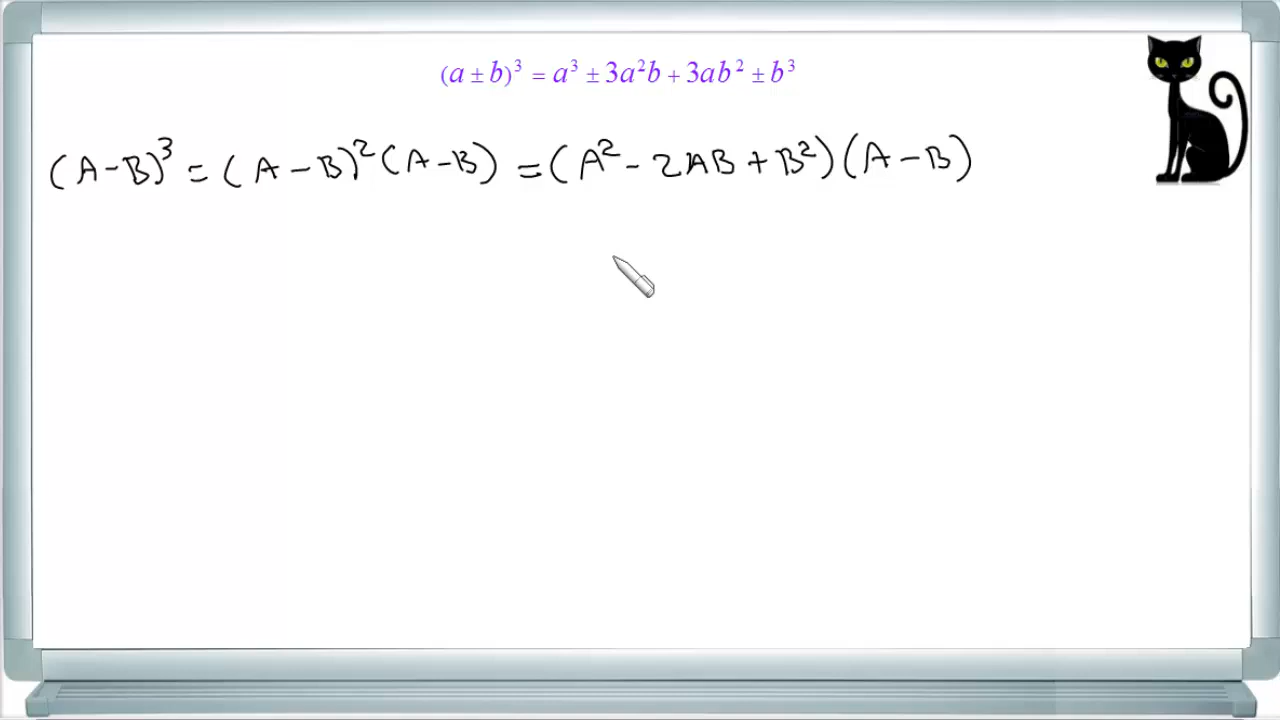 (a ± b)³ = a³ ± 3a²b + 3ab² ± b³
(A - B)³ = (A - B)² (A - B) = (A² - 2AB + B²) (A - B)